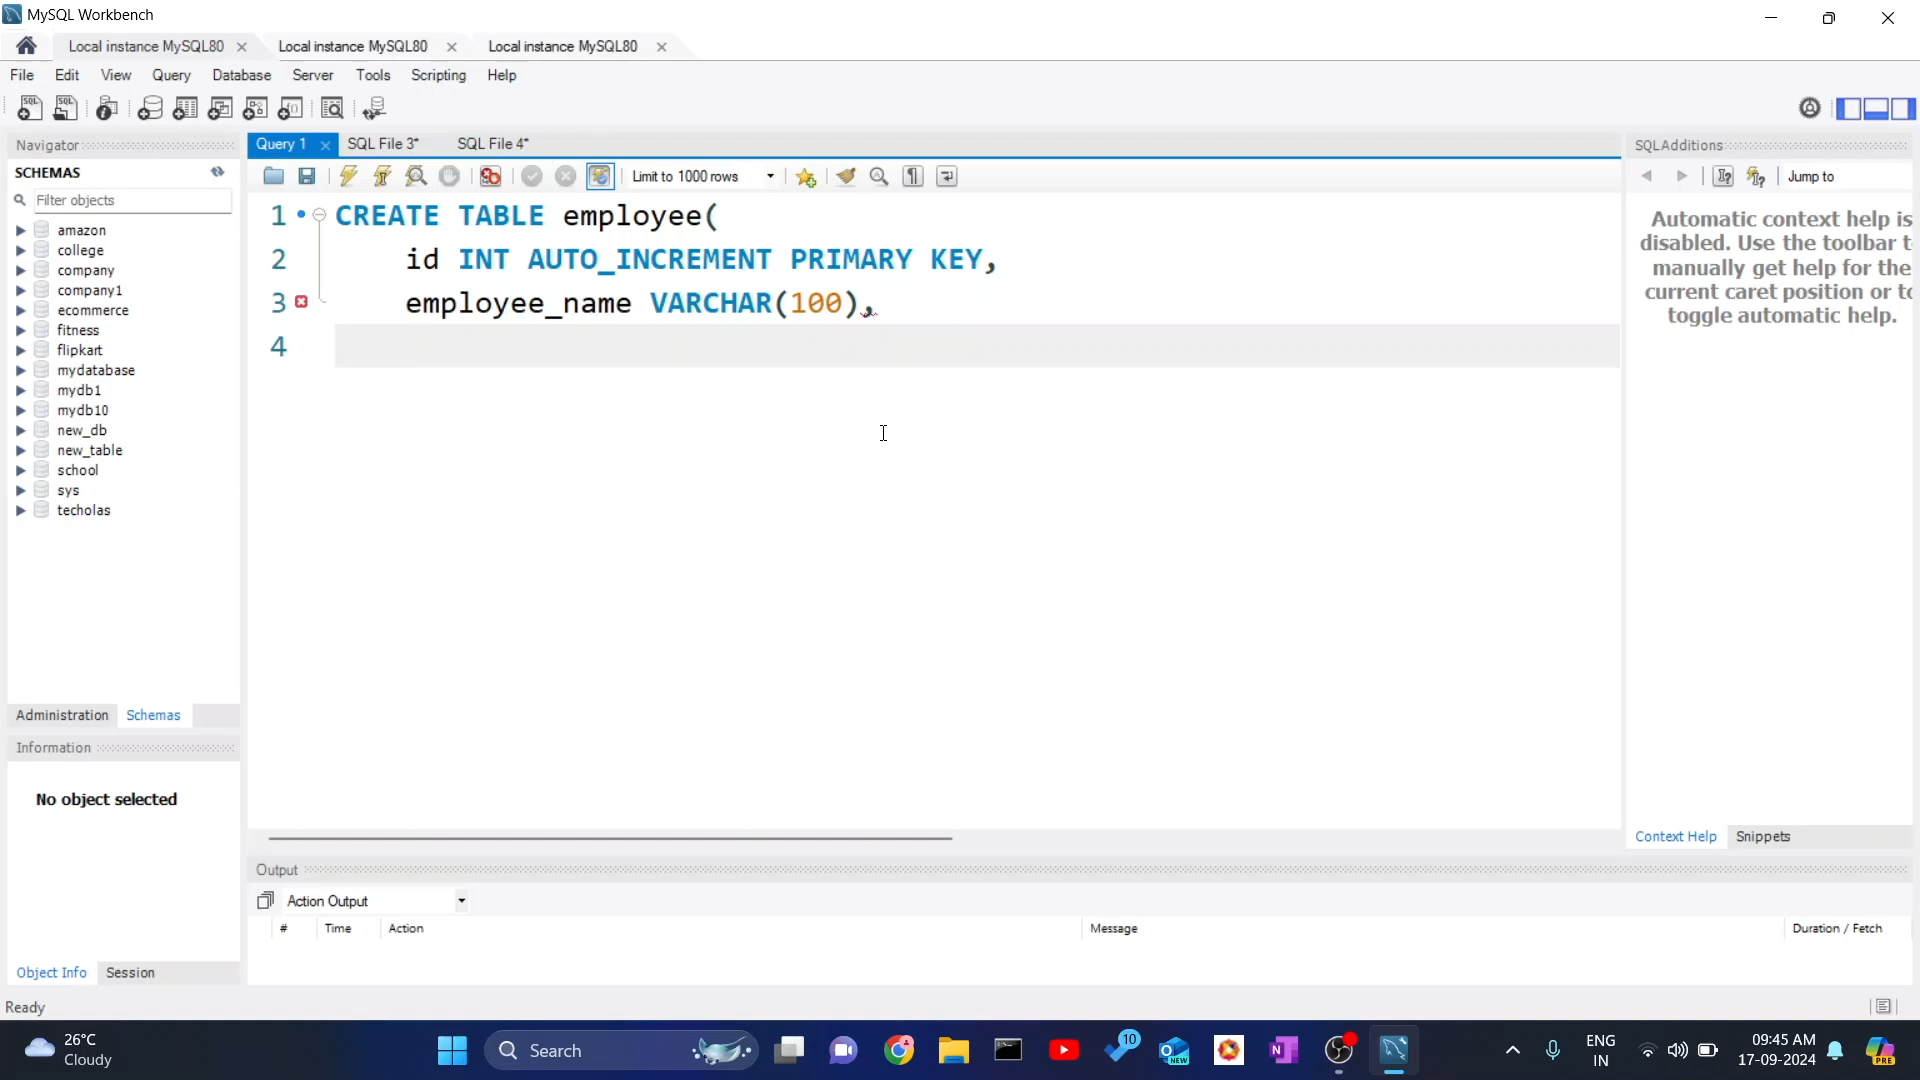 MySQL Workbench
Local instance MySQL80 Local instance MySQL80 Local instance MySQL80
File Edit View Query Database Server Tools Scripting Help
Navigator
SCHEMAS
Filter objects
amazon
college
company
company1
ecommerce
fitness
flipkart
mydatabase
mydb1
mydb10
new_db
new_table
school
sys
techolas
Administration Schemas
Information
No object selected
Object Info Session
Query 1 SQL File 3* SQL File 4*
Limit to 1000 rows
1 CREATE TABLE employee(
2 id INT AUTO_INCREMENT PRIMARY KEY,
3 employee_name VARCHAR(100),
4
SQLAdditions
Jump to
Automatic context help is
disabled. Use the toolbar t
manually get help for the
current caret position or to
toggle automatic help.
Context Help Snippets
Output
Action Output
# Time Action Message Duration / Fetch
Ready
26°C
Cloudy
Search
10
NEW
ENG
IN
09:45 AM
17-09-2024
PRE